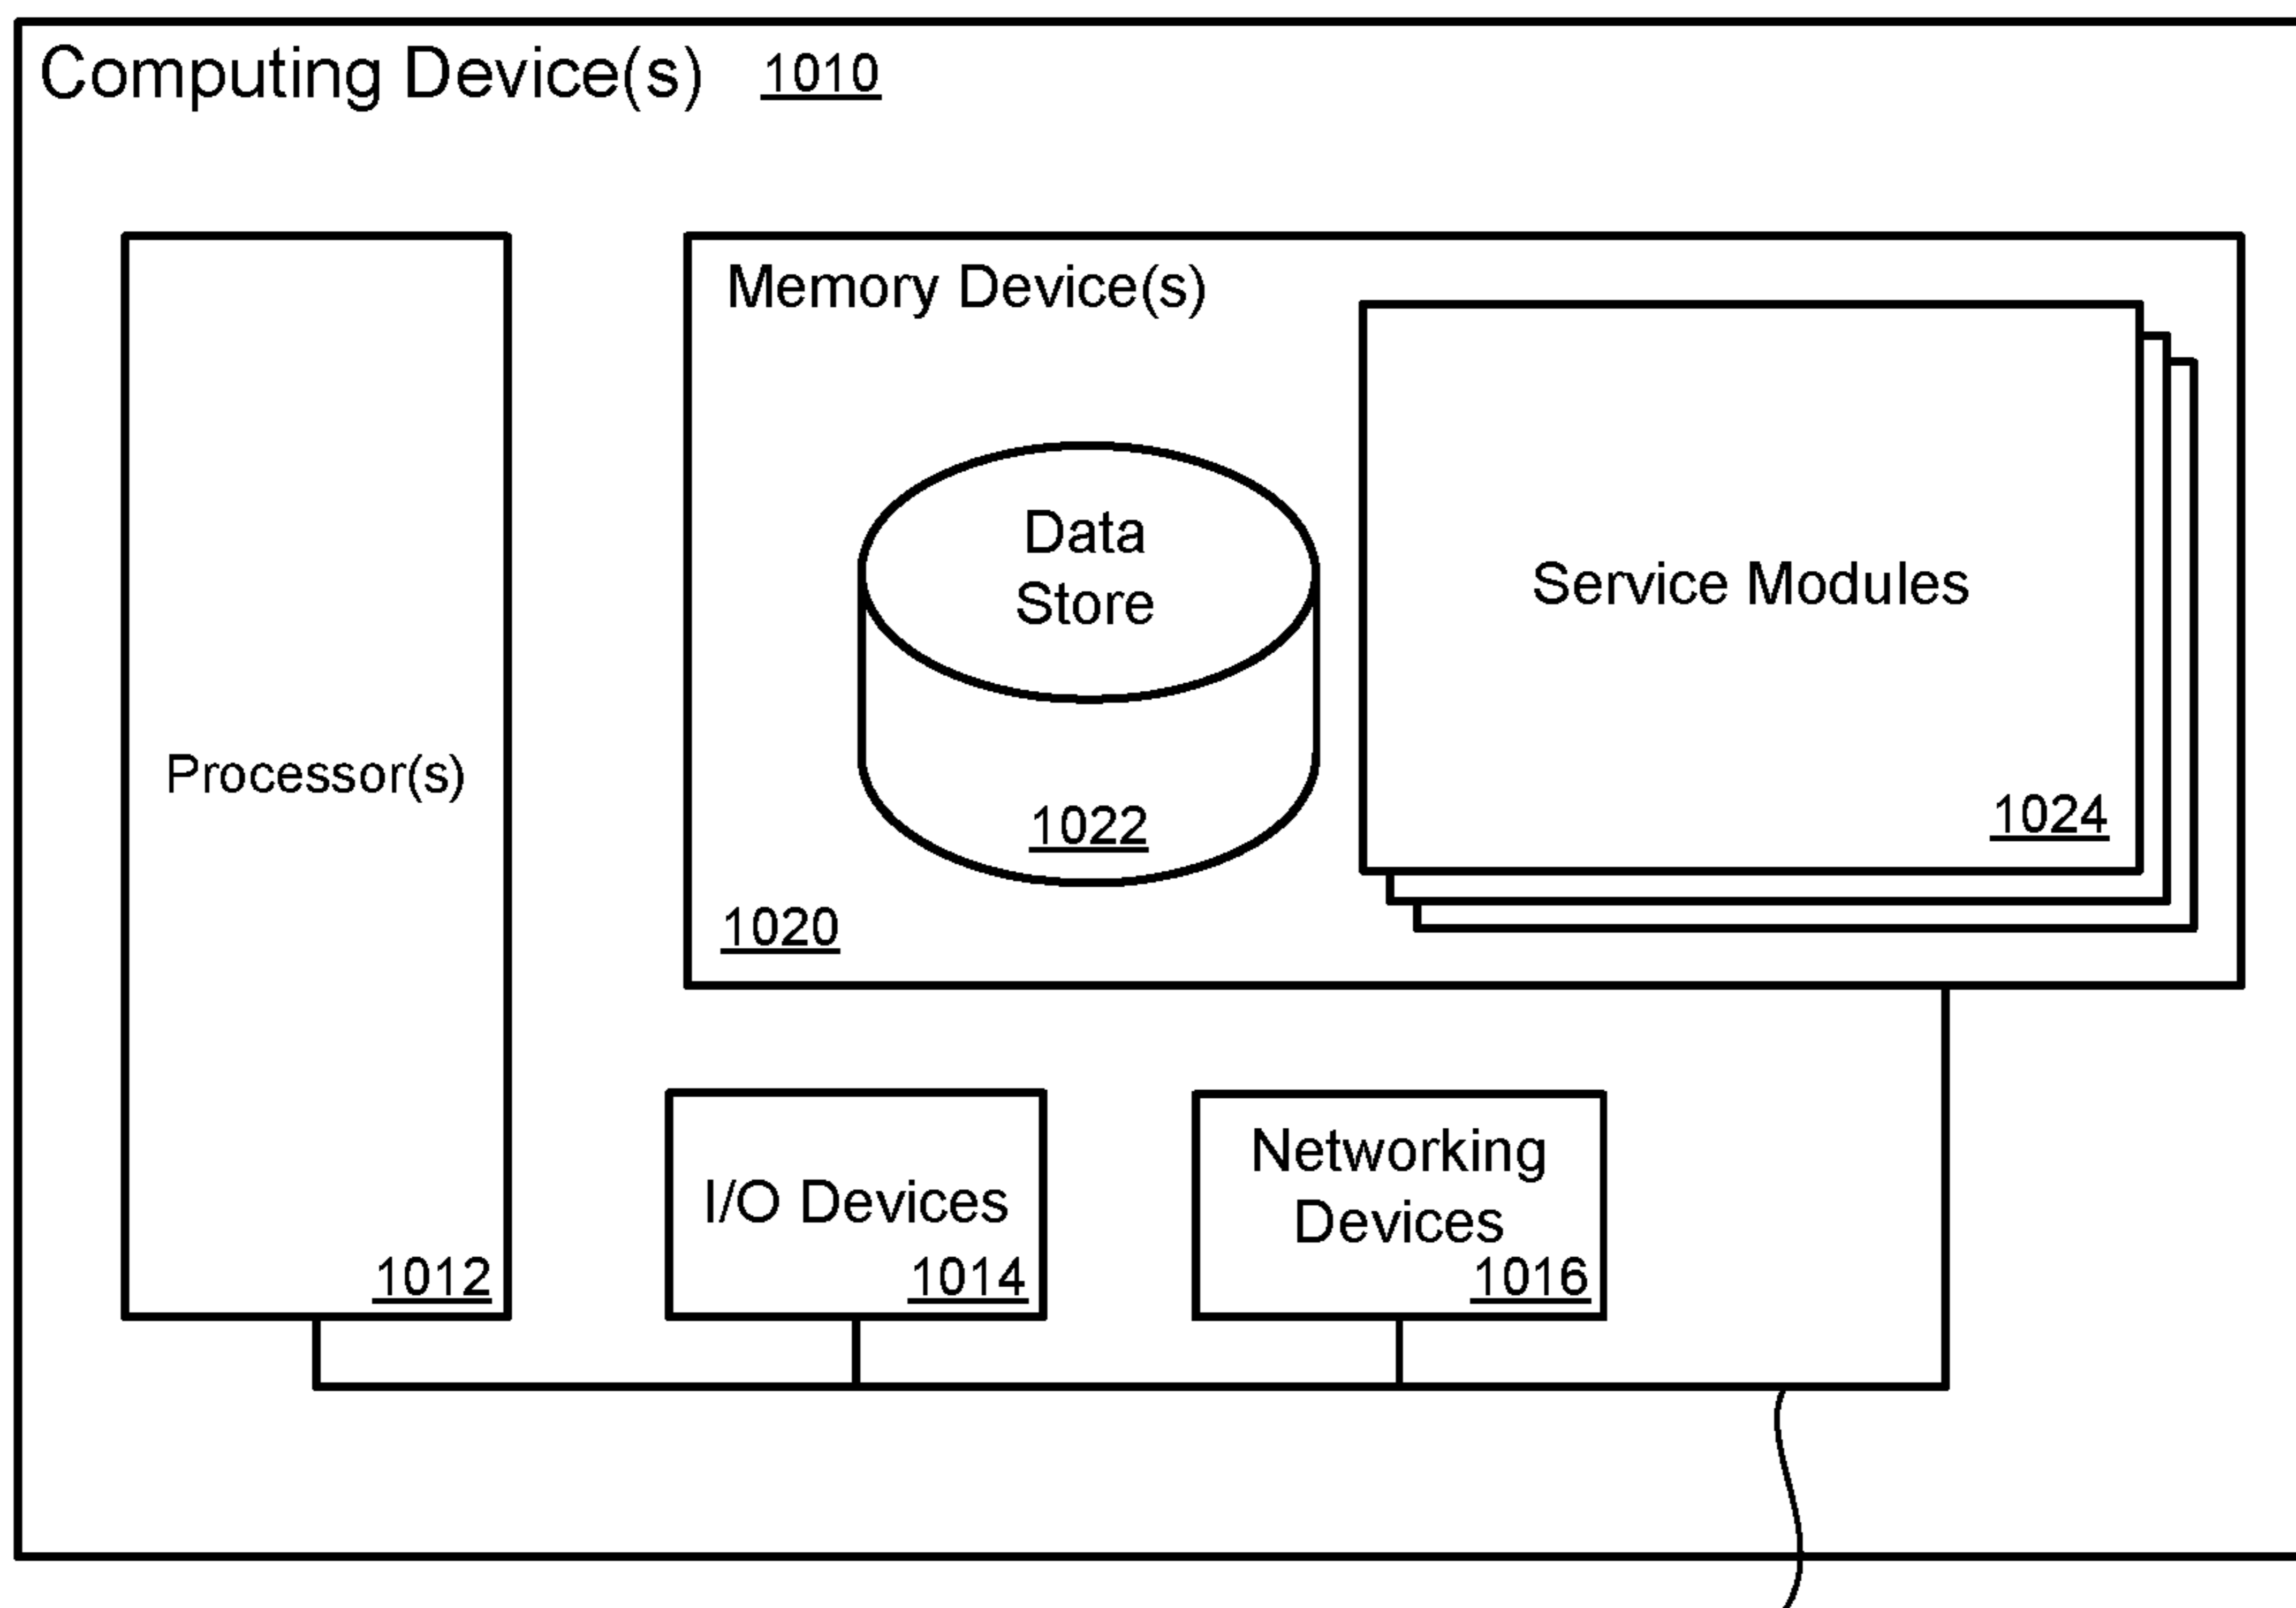 Computing Device(s) 1010
Memory Device(s)
Data
Store
1022
Service Modules
1024
1020
Processor(s)
1012
I/O Devices
1014
Networking
Devices
1016